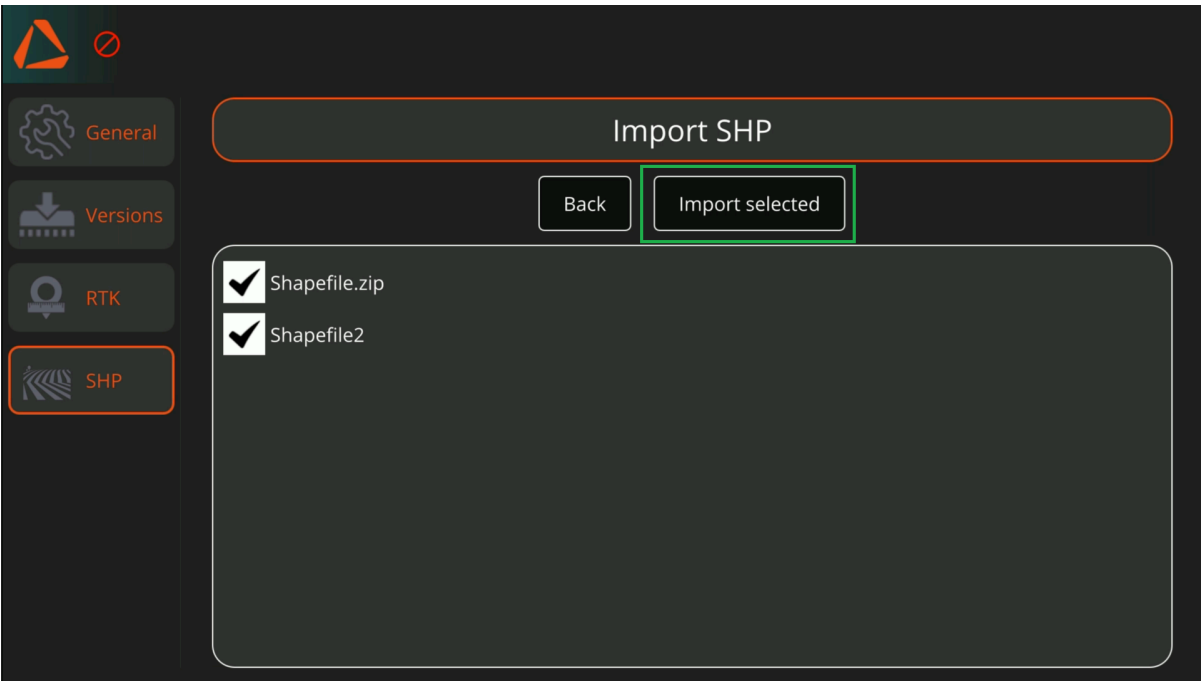 General
Versions
RTK
SHP
Import SHP
Back
Import selected
Shapefile.zip
Shapefile2